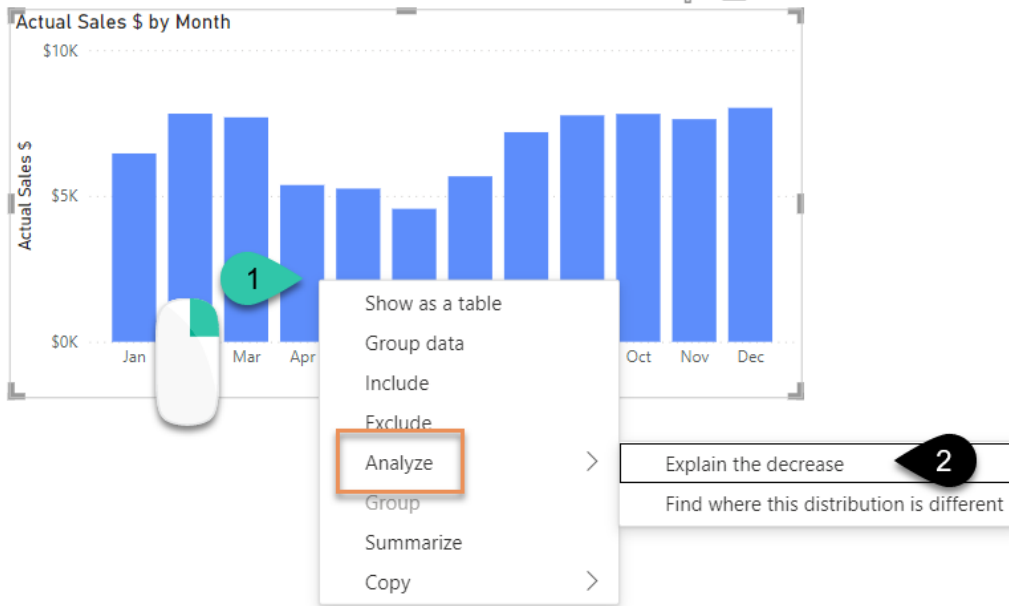 Actual Sales $ by Month
$10K
Actual Sales $
$5K
$0K
Jan
Mar
Apr
Oct
Nov
Dec
1
Show as a table
Group data
Include
Exclude
Analyze
Group
Summarize
Copy
Explain the decrease
2
Find where this distribution is different